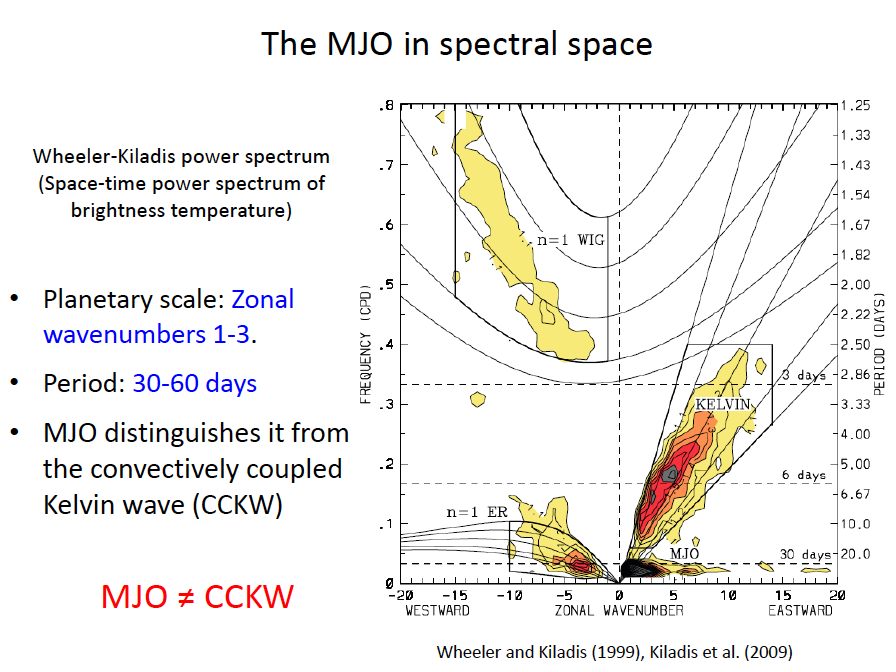 The MJO in spectral space
Wheeler-Kiladis power spectrum
(Space-time power spectrum of
brightness temperature)
• Planetary scale: Zonal
wavenumbers 1-3.
• Period: 30-60 days
• MJO distinguishes it from
the convectively coupled
Kelvin wave (CCKW)
MJO ≠ CCKW
FREQUENCY (CPD)
.8
.7
.6
.5
.4
.3
.2
.1
0
n=1 WIG
KELVIN
n=1 ER
MJO
3 days
6 days
30 days
1.25
1.33
1.43
1.54
1.67
1.82
2.00
2.22
2.50
2.86
3.33
4.00
5.00
6.67
10.0
20.0
∞
PERIOD (DAYS)
-20 -15 -10 -5 0 5 10 15 20
WESTWARD ZONAL WAVENUMBER EASTWARD
Wheeler and Kiladis (1999), Kiladis et al. (2009)